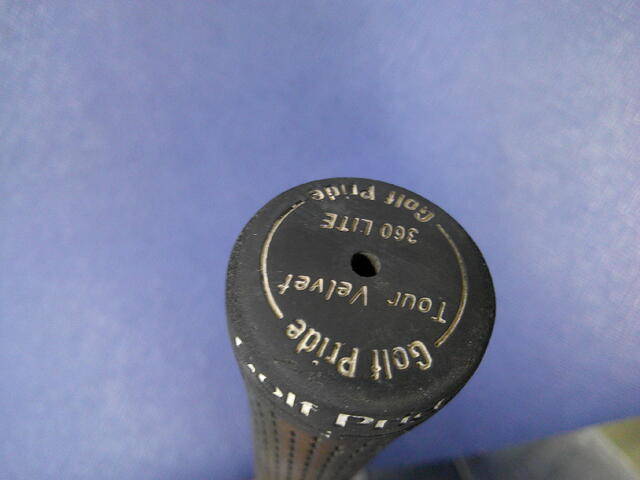 Golf Pride
Tour Velvet
360 LITE
Golf Pride